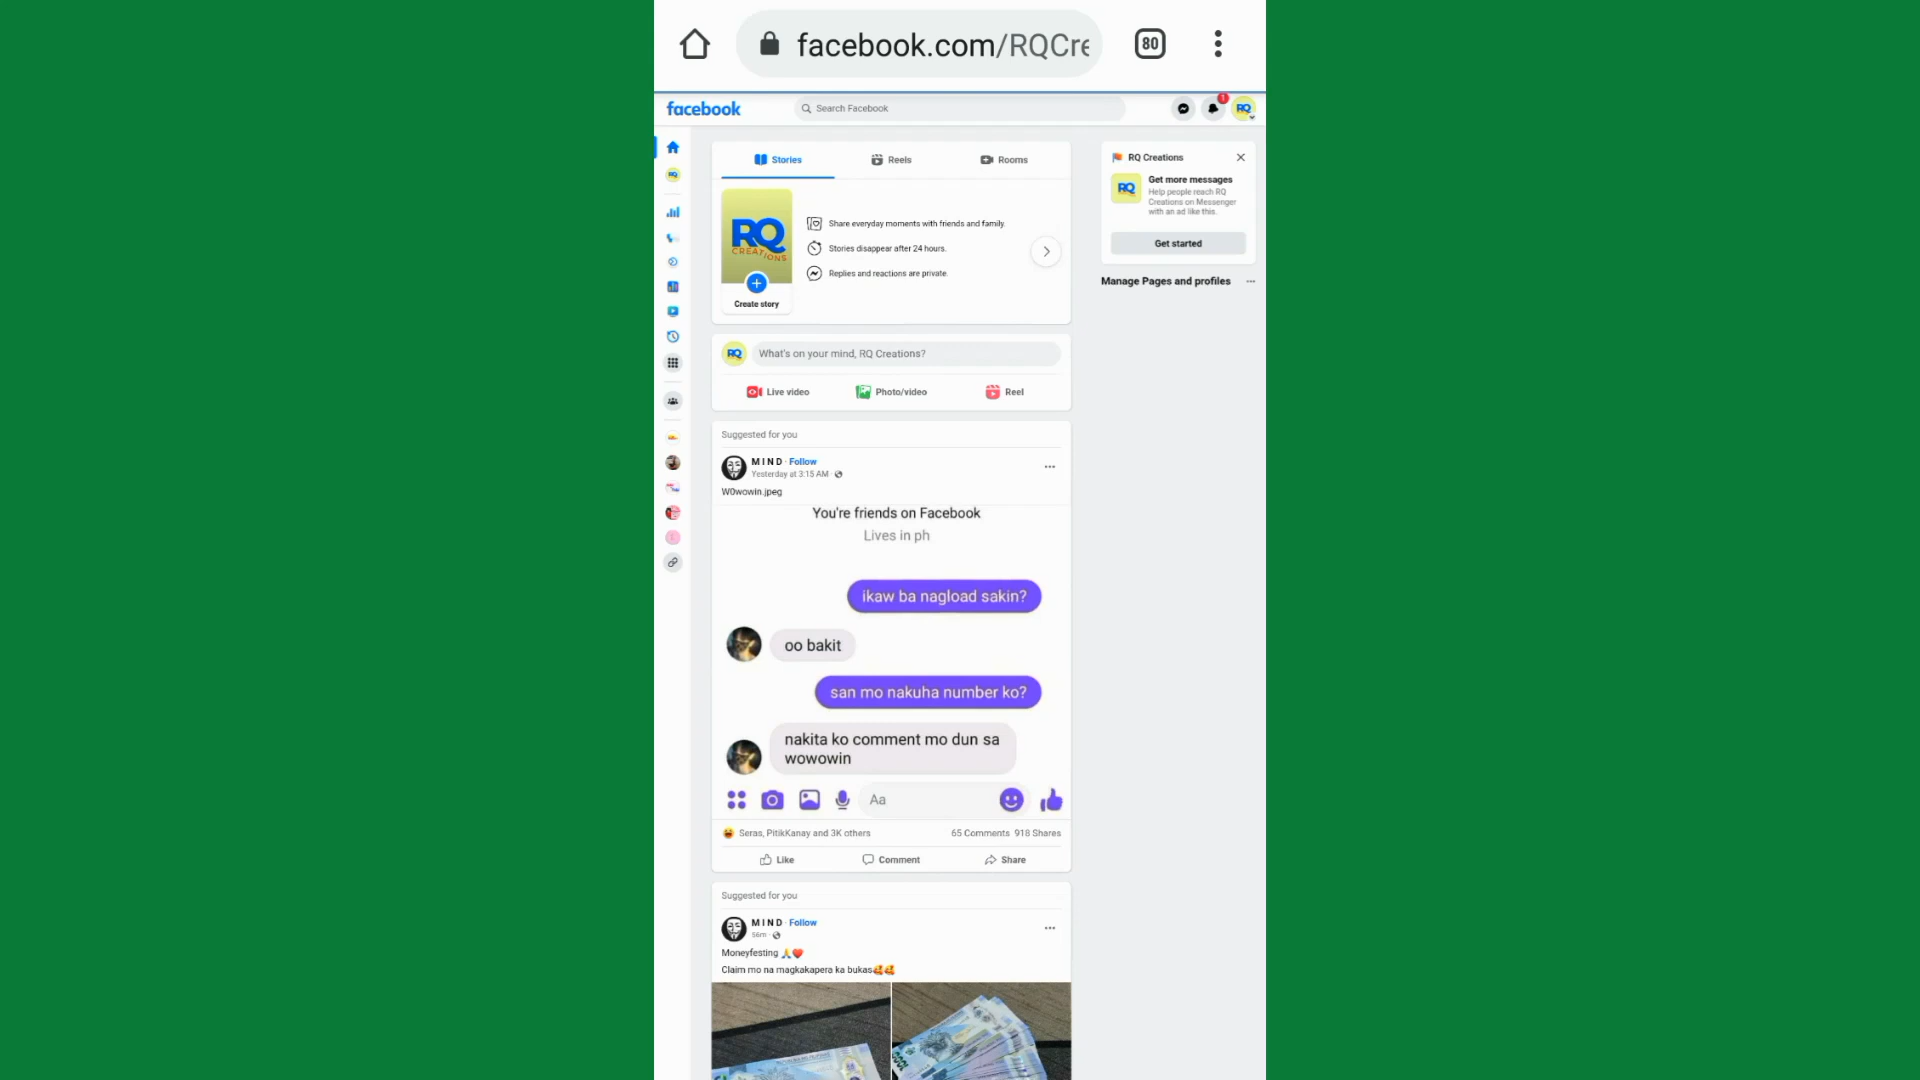 facebook.com/RQCre
80
facebook
Search Facebook
1
RQ
Stories
Reels
Rooms
RQ
CREATIONS
Create story
Share everyday moments with friends and family.
Stories disappear after 24 hours.
Replies and reactions are private.
RQ Creations
RQ
Get more messages
Help people reach RQ
Creations on Messenger
with an ad like this.
Get started
Manage Pages and profiles
RQ
What's on your mind, RQ Creations?
Live video
Photo/video
Reel
Suggested for you
M I N D · Follow
Yesterday at 3:15 AM ·
W0wowin.jpeg
You're friends on Facebook
Lives in ph
ikaw ba nagload sakin?
oo bakit
san mo nakuha number ko?
nakita ko comment mo dun sa
wowowin
Aa
Seras, PitikKanay and 3K others
65 Comments 918 Shares
Like
Comment
Share
Suggested for you
M I N D · Follow
56m ·
Moneyfesting 🙏❤️
Claim mo na magkakapera ka bukas🥰🥰